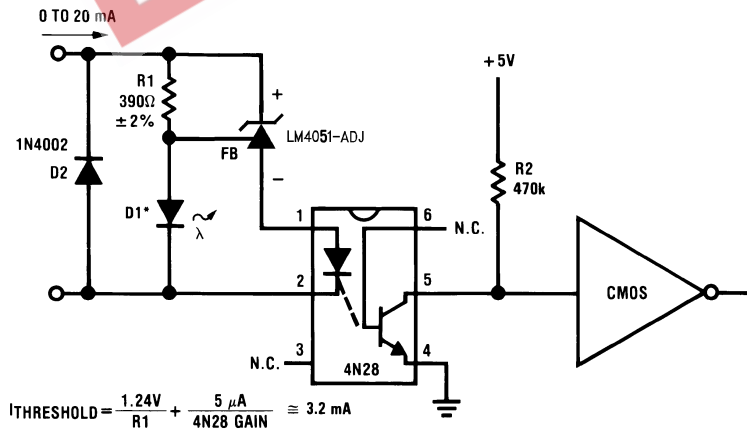 0 TO 20 mA
R1
390Ω
±2%
+
LM4051-ADJ
FB
−
1N4002
D2
D1*
λ
+5V
R2
470k
1
6
N.C.
2
5
CMOS
3
N.C.
4
4N28
ITHRESHOLD = 1.24V / R1 + 5 μA / 4N28 GAIN ≅ 3.2 mA